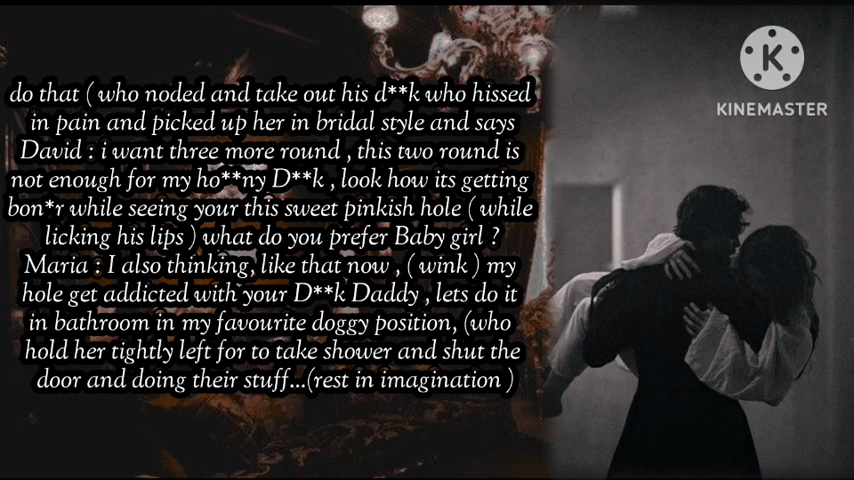 do that ( who noded and take out his d**k who hissed
in pain and picked up her in bridal style and says
David : i want three more round , this two round is
not enough for my ho**ny D**k , look how its getting
bon*r while seeing your this sweet pinkish hole ( while
licking his lips ) what do you prefer Baby girl ?
Maria : I also thinking, like that now , ( wink ) my
hole get addicted with your D**k Daddy , lets do it
in bathroom in my favourite doggy position, (who
hold her tightly left for to take shower and shut the
door and doing their stuff...(rest in imagination )
K
KINEMASTER